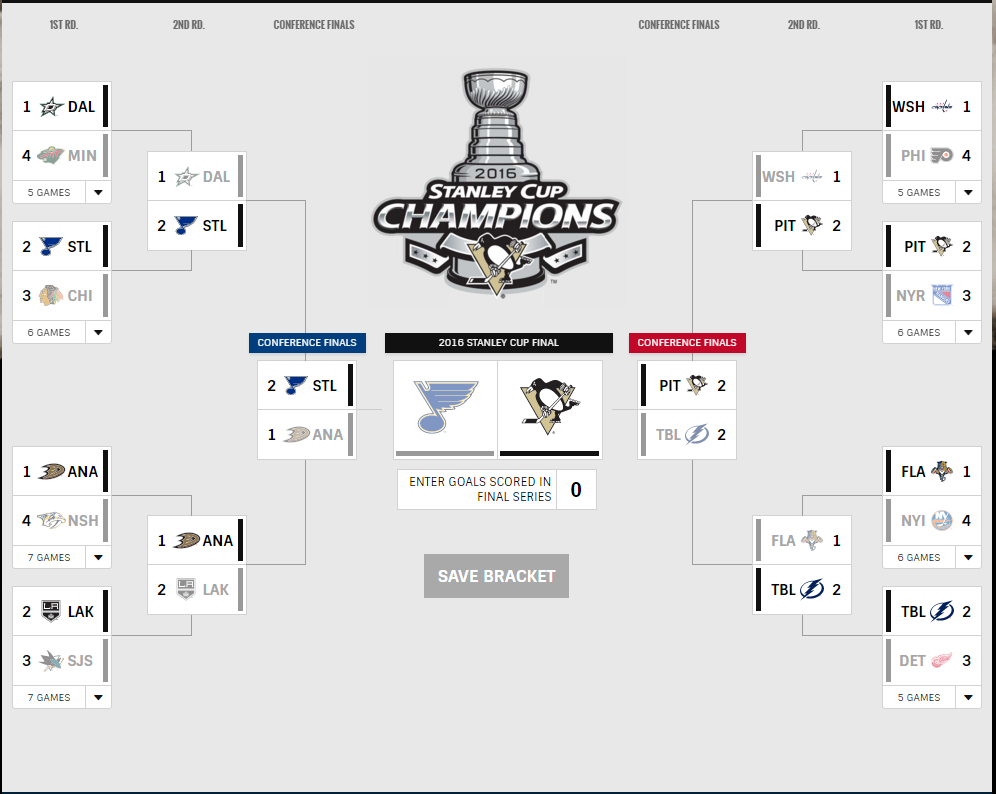 1ST RD.
2ND RD.
CONFERENCE FINALS
CONFERENCE FINALS
2ND RD.
1ST RD.
1 DAL
4 MIN
5 GAMES
2 STL
3 CHI
6 GAMES
1 DAL
2 STL
2016
STANLEY CUP
CHAMPIONS
TM
WSH 1
PIT 2
WSH 1
PHI 4
5 GAMES
PIT 2
NYR 3
6 GAMES
CONFERENCE FINALS
2 STL
1 ANA
2016 STANLEY CUP FINAL
CONFERENCE FINALS
PIT 2
TBL 2
ENTER GOALS SCORED IN
FINAL SERIES
0
SAVE BRACKET
1 ANA
4 NSH
7 GAMES
2 LAK
3 SJS
7 GAMES
1 ANA
2 LAK
FLA 1
TBL 2
FLA 1
NYI 4
6 GAMES
TBL 2
DET 3
5 GAMES